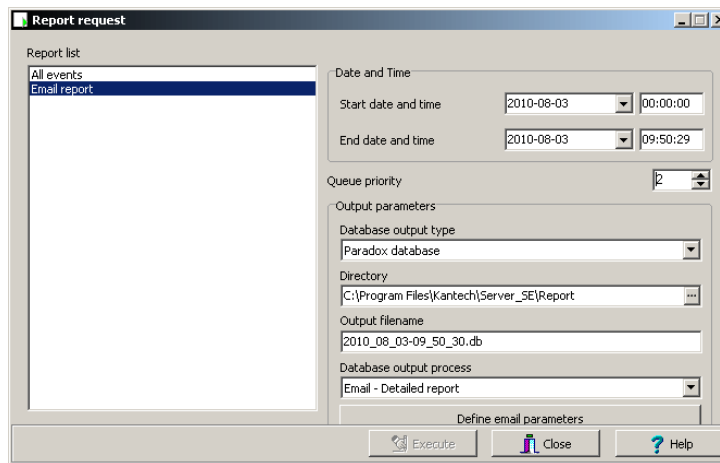 Report request
Report list
All events
Email report
Date and Time
Start date and time 2010-08-03 00:00:00
End date and time 2010-08-03 09:50:29
Queue priority 2
Output parameters
Database output type
Paradox database
Directory
C:\Program Files\Kantech\Server_SE\Report
Output filename
2010_08_03-09_50_30.db
Database output process
Email - Detailed report
Define email parameters
Execute Close Help